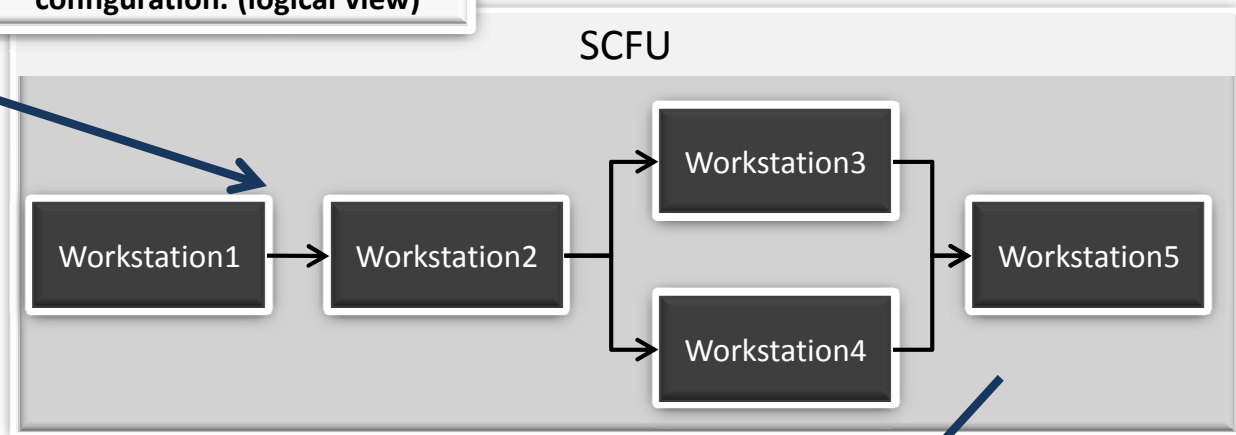 configuration. (logical view)
SCFU
Workstation1
Workstation2
Workstation3
Workstation4
Workstation5